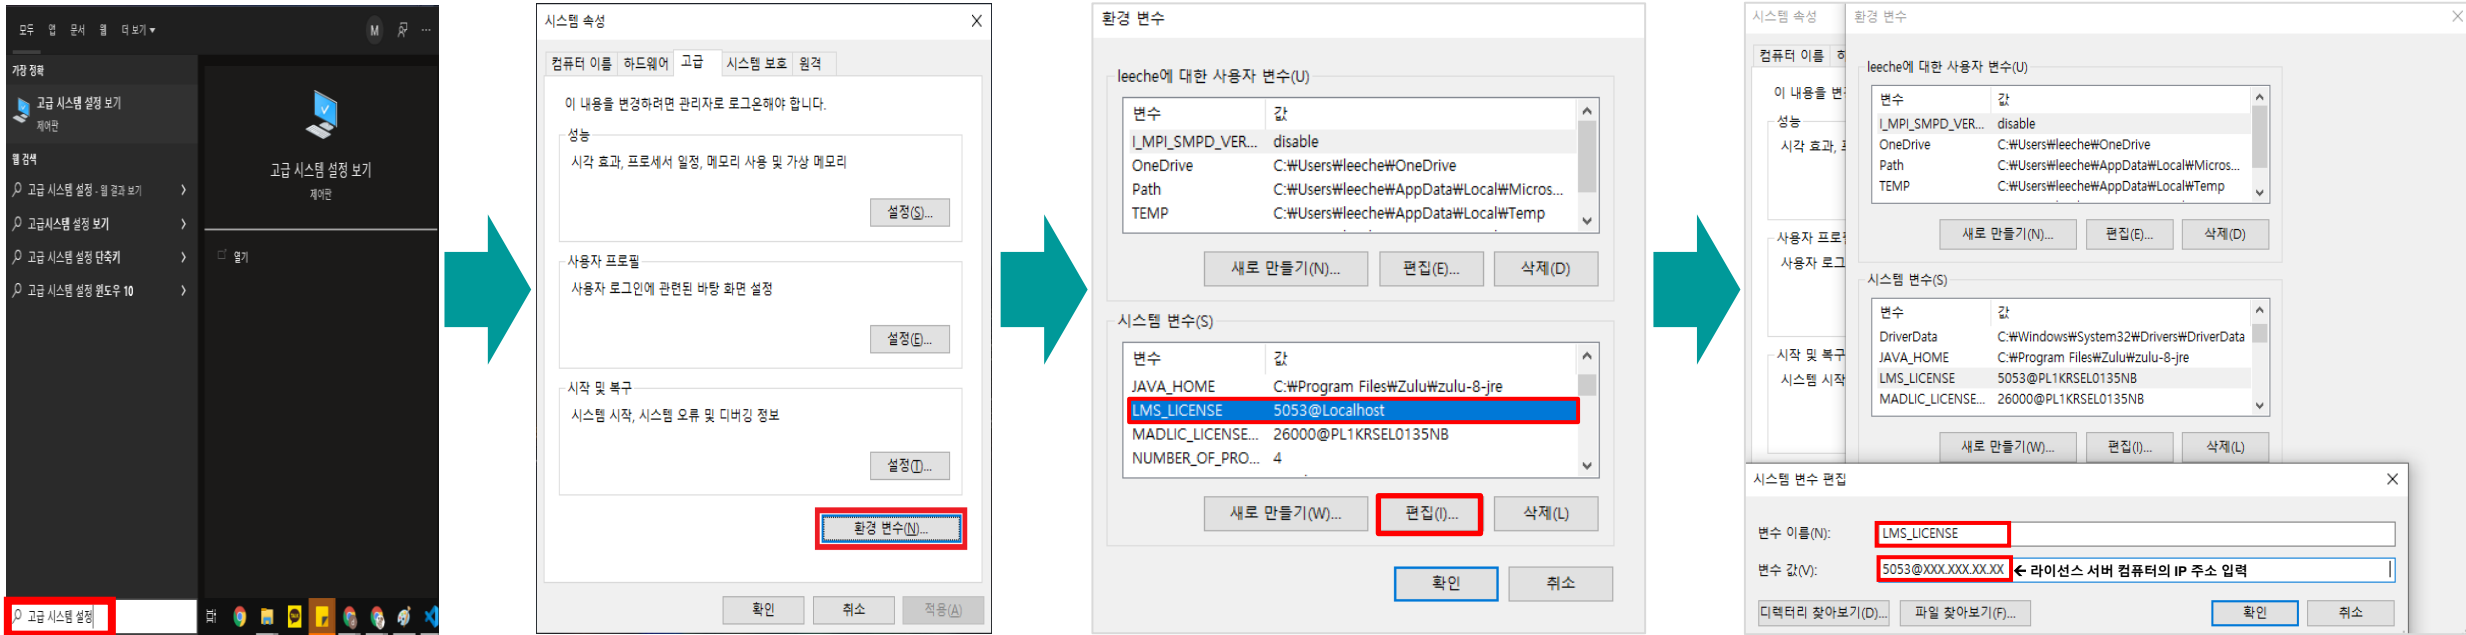 모두 앱 문서 웹 더 보기▾ M
가장 정확
고급 시스템 설정 보기
제어판
웹 검색
고급 시스템 설정 - 웹 결과 보기
고급시스템 설정 보기
고급 시스템 설정 단축키
고급 시스템 설정 윈도우 10
고급 시스템 설정 보기
제어판
열기
고급 시스템 설정
시스템 속성
컴퓨터 이름 하드웨어 고급 시스템 보호 원격
이 내용을 변경하려면 관리자로 로그온해야 합니다.
성능
시각 효과, 프로세서 일정, 메모리 사용 및 가상 메모리
설정(S)...
사용자 프로필
사용자 로그인에 관련된 바탕 화면 설정
설정(E)...
시작 및 복구
시스템 시작, 시스템 오류 및 디버깅 정보
설정(T)...
환경 변수(N)...
확인 취소 적용(A)
환경 변수
leeche에 대한 사용자 변수(U)
변수 값
I_MPI_SMPD_VER... disable
OneDrive C:₩Users₩leeche₩OneDrive
Path C:₩Users₩leeche₩AppData₩Local₩Micros...
TEMP C:₩Users₩leeche₩AppData₩Local₩Temp
새로 만들기(N)... 편집(E)... 삭제(D)
시스템 변수(S)
변수 값
JAVA_HOME C:₩Program Files₩Zulu₩zulu-8-jre
LMS_LICENSE 5053@Localhost
MADLIC_LICENSE... 26000@PL1KRSEL0135NB
NUMBER_OF_PRO... 4
새로 만들기(W)... 편집(I)... 삭제(L)
확인 취소
시스템 속성
컴퓨터 이름 하
이 내용을 변
성능
시각 효과,
사용자 프로
사용자 로그
시작 및 복구
시스템 시작
환경 변수
leeche에 대한 사용자 변수(U)
변수 값
I_MPI_SMPD_VER... disable
OneDrive C:₩Users₩leeche₩OneDrive
Path C:₩Users₩leeche₩AppData₩Local₩Micros...
TEMP C:₩Users₩leeche₩AppData₩Local₩Temp
새로 만들기(N)... 편집(E)... 삭제(D)
시스템 변수(S)
변수 값
DriverData C:₩Windows₩System32₩Drivers₩DriverData
JAVA_HOME C:₩Program Files₩Zulu₩zulu-8-jre
LMS_LICENSE 5053@PL1KRSEL0135NB
MADLIC_LICENSE... 26000@PL1KRSEL0135NB
새로 만들기(W)... 편집(I)... 삭제(L)
시스템 변수 편집
변수 이름(N): LMS_LICENSE
변수 값(V): 5053@XXX.XXX.XX.XX ← 라이선스 서버 컴퓨터의 IP 주소 입력
디렉터리 찾아보기(D)... 파일 찾아보기(F)... 확인 취소